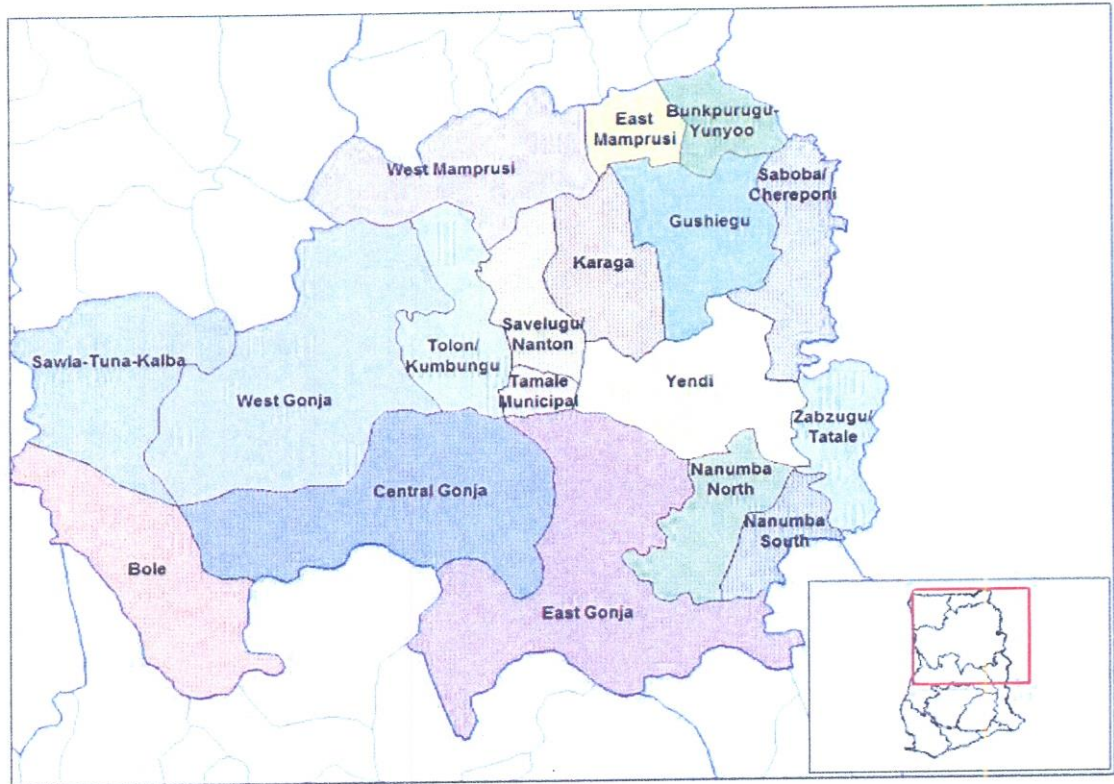 East
Mamprusi
Bunkpurugu-
Yunyoo
West Mamprusi
Saboba/
Chereponi
Gushiegu
Karaga
Savelugu/
Nanton
Tolon/
Kumbungu
Sawla-Tuna-Kalba
West Gonja
Tamale
Municipal
Yendi
Zabzugu/
Tatale
Nanumba
North
Central Gonja
Nanumba
South
Bole
East Gonja